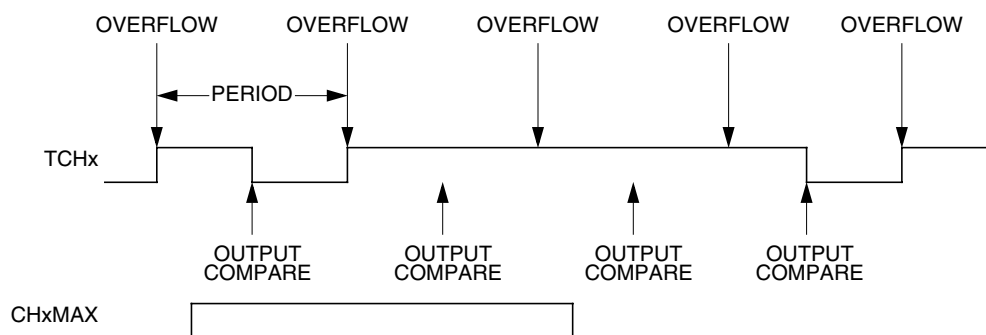 OVERFLOW OVERFLOW OVERFLOW OVERFLOW OVERFLOW
PERIOD
TCHx
OUTPUT COMPARE
OUTPUT COMPARE
OUTPUT COMPARE
OUTPUT COMPARE
CHxMAX